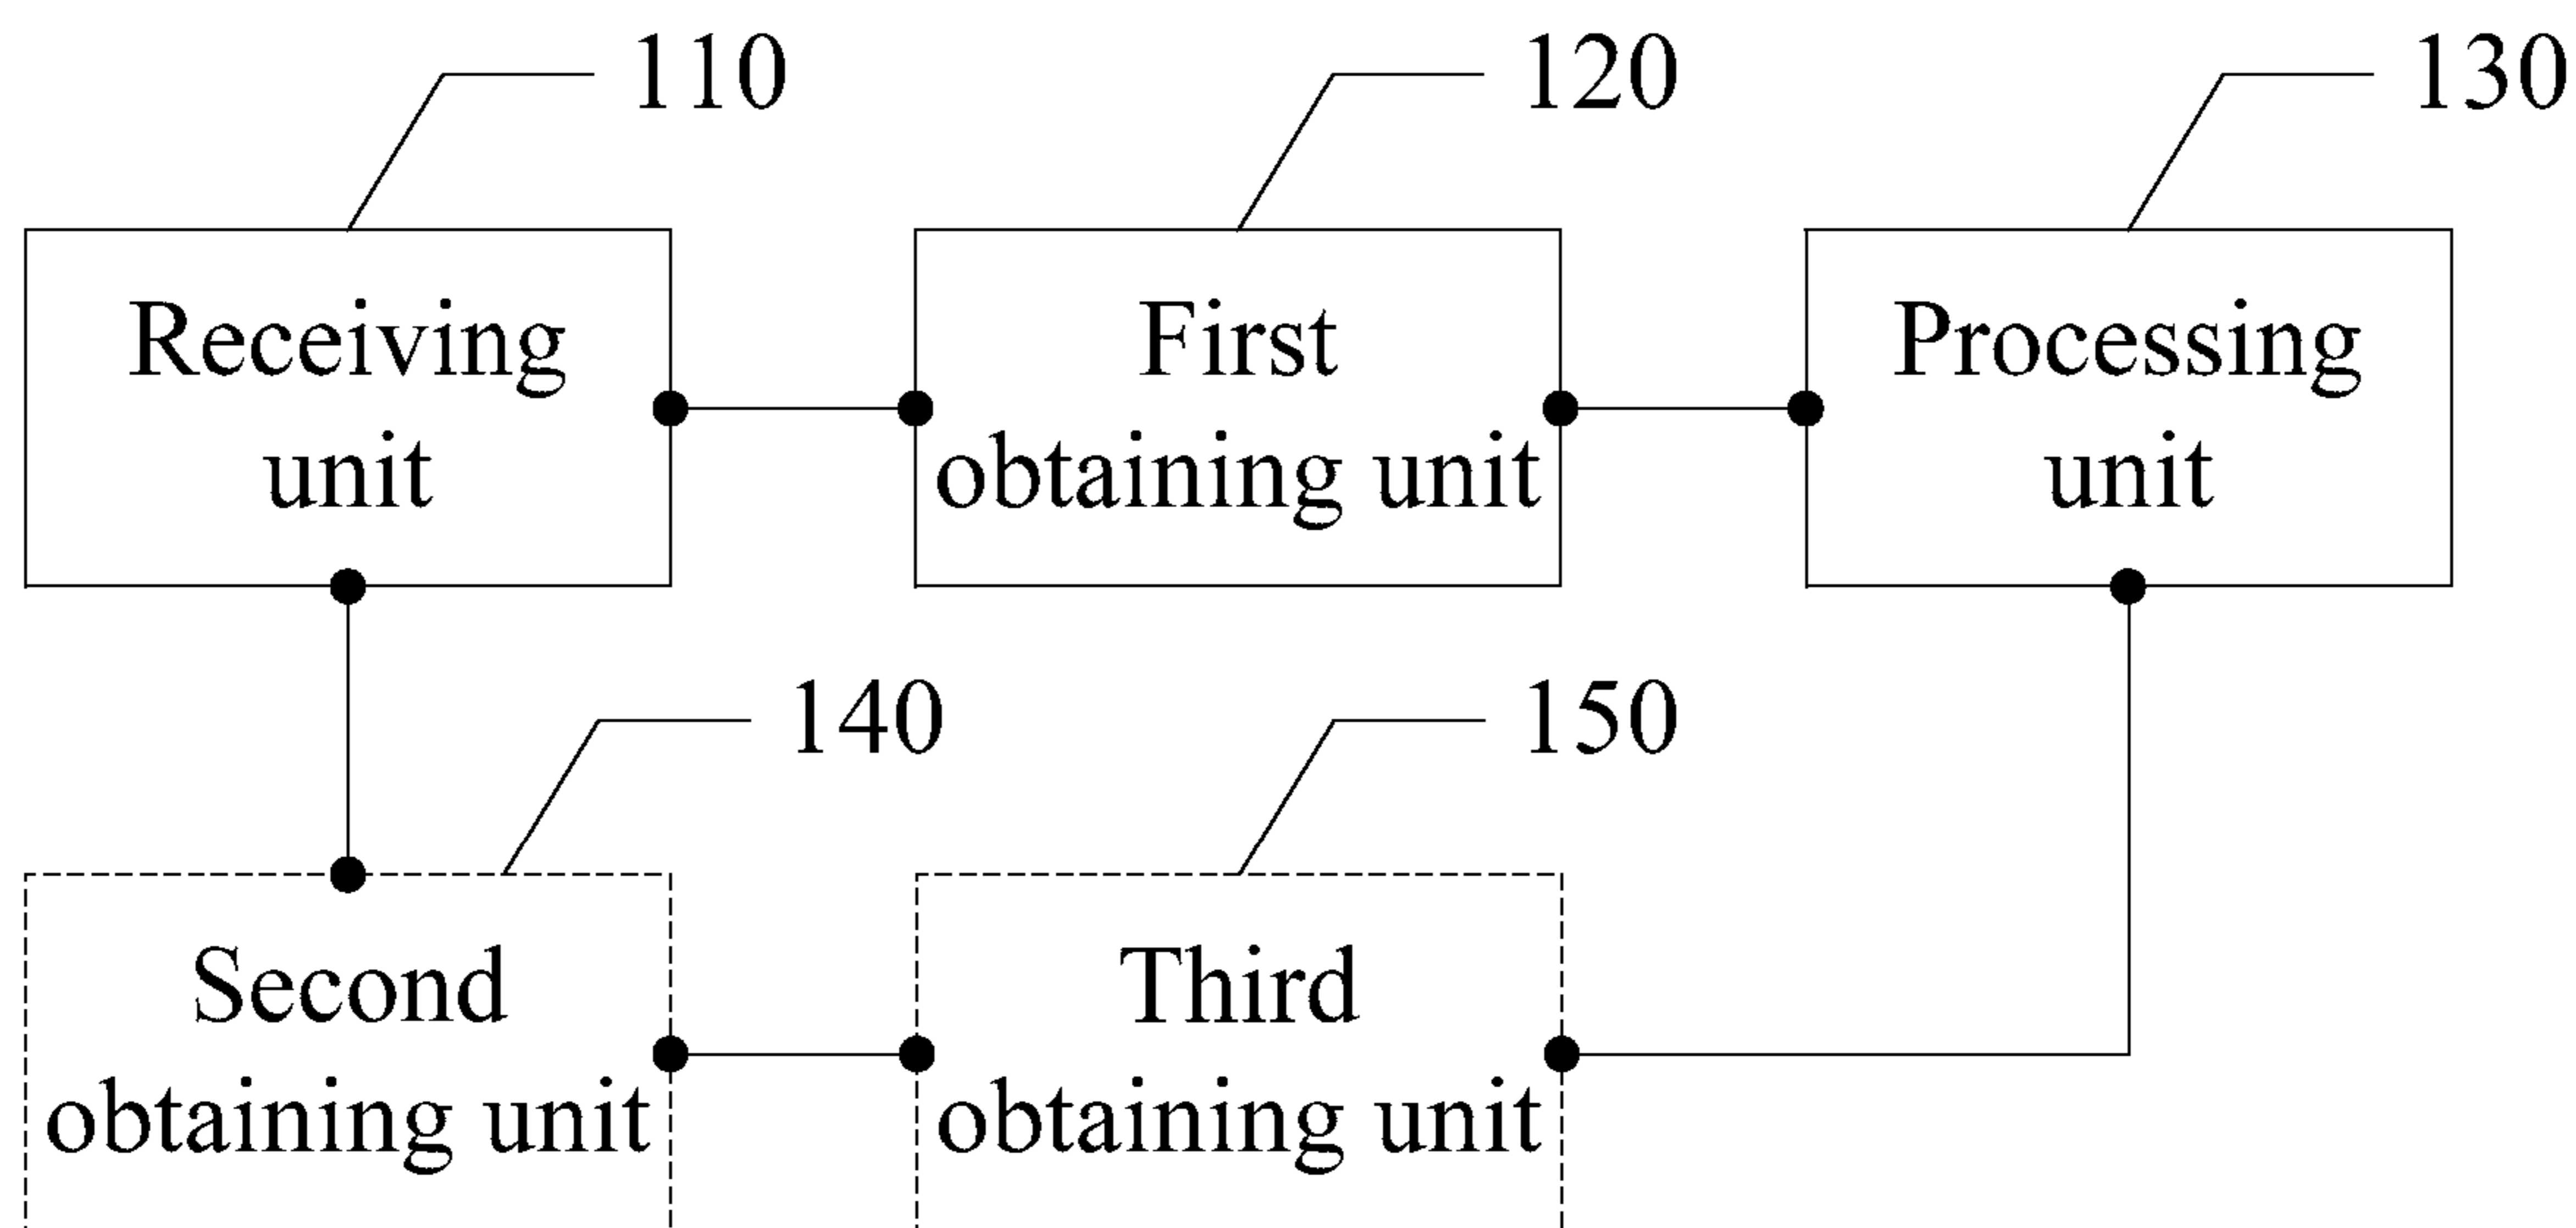 110
120
130
Receiving
unit
First
obtaining unit
Processing
unit
140
150
Second
obtaining unit
Third
obtaining unit